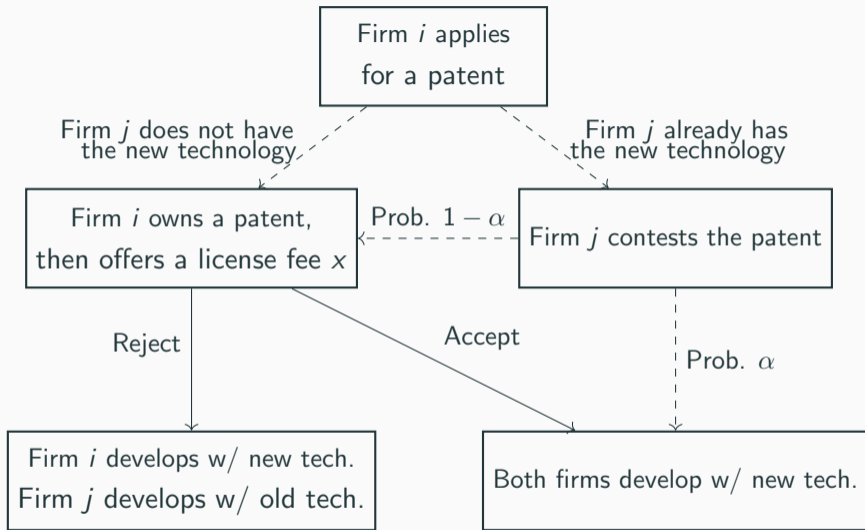 Firm i applies
for a patent
Firm j does not have
the new technology
Firm j already has
the new technology
Firm i owns a patent,
then offers a license fee x
Prob. 1 − α
Firm j contests the patent
Reject
Accept
Prob. α
Firm i develops w/ new tech.
Firm j develops w/ old tech.
Both firms develop w/ new tech.